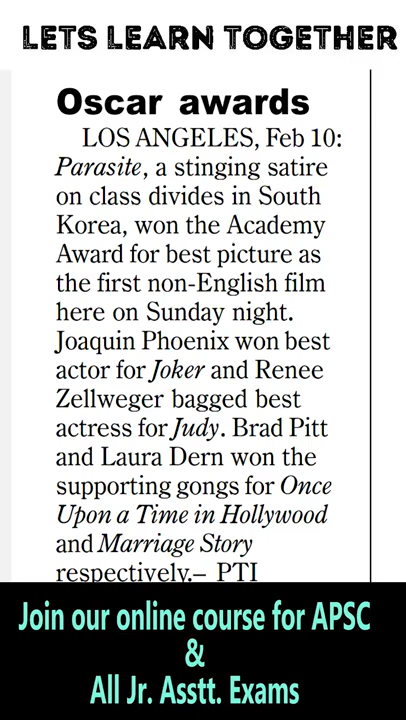 LETS LEARN TOGETHER
Oscar awards
LOS ANGELES, Feb 10:
Parasite, a stinging satire
on class divides in South
Korea, won the Academy
Award for best picture as
the first non-English film
here on Sunday night.
Joaquin Phoenix won best
actor for Joker and Renee
Zellweger bagged best
actress for Judy. Brad Pitt
and Laura Dern won the
supporting gongs for Once
Upon a Time in Hollywood
and Marriage Story
respectively.– PTI
Join our online course for APSC
&
All Jr. Asstt. Exams